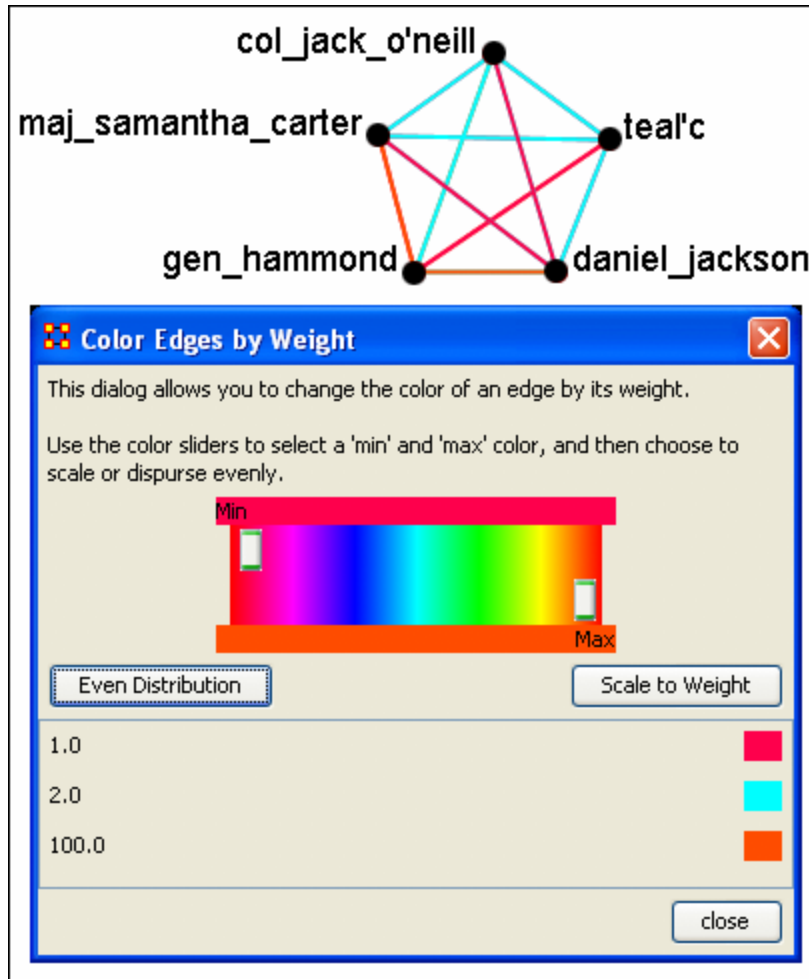 col_jack_o'neill
maj_samantha_carter
teal'c
gen_hammond
daniel_jackson
Color Edges by Weight
This dialog allows you to change the color of an edge by its weight.
Use the color sliders to select a 'min' and 'max' color, and then choose to
scale or dispurse evenly.
Min
Max
Even Distribution
Scale to Weight
1.0
2.0
100.0
close